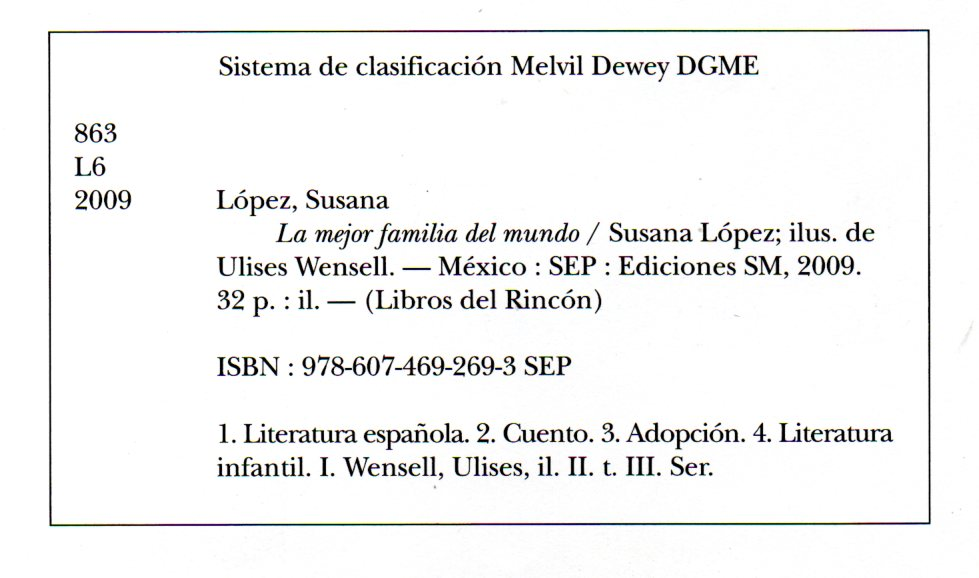 Sistema de clasificación Melvil Dewey DGME
863
L6
2009 López, Susana
La mejor familia del mundo / Susana López; ilus. de
Ulises Wensell. — México : SEP : Ediciones SM, 2009.
32 p. : il. — (Libros del Rincón)
ISBN : 978-607-469-269-3 SEP
1. Literatura española. 2. Cuento. 3. Adopción. 4. Literatura
infantil. I. Wensell, Ulises, il. II. t. III. Ser.